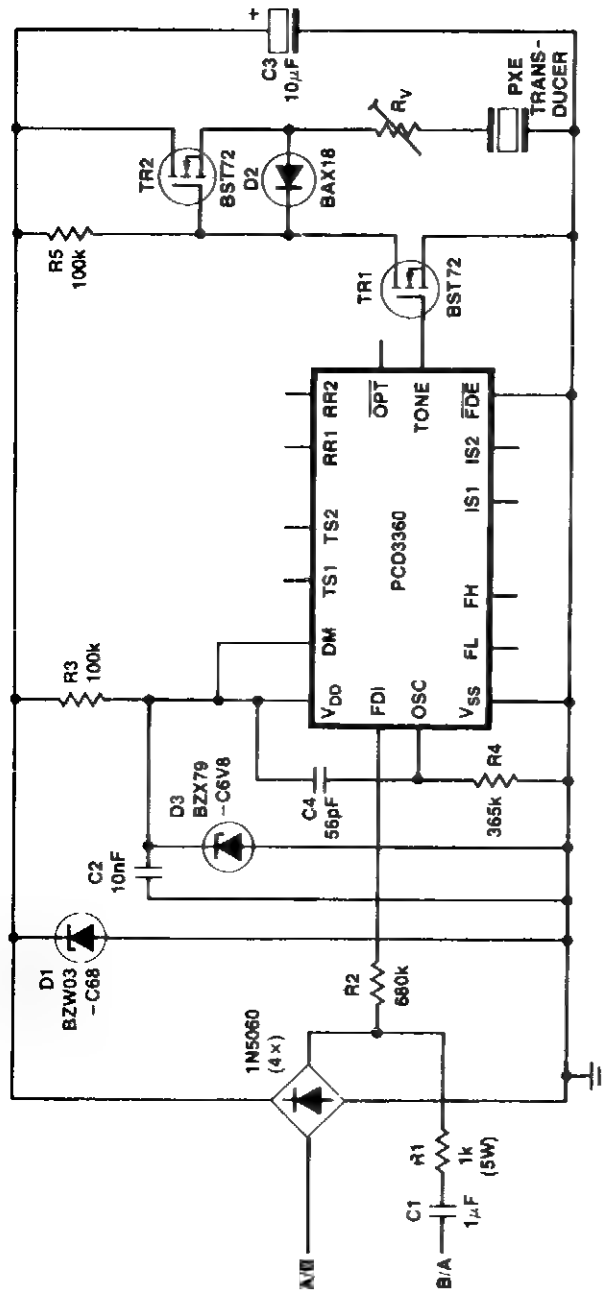 D1
BZW03
-C68
C2
10nF
D3
BZX79
-C6V8
R3
100k
R5
100k
TR2
BST72
D2
BAX18
C3
+
10µF
RV
PXE
TRANS-
DUCER
TR1
BST72
1N5060
(4×)
R2
680k
R1
1k
(5W)
C1
1µF
B/A
C4
56pF
R4
365k
VDD
DM
TS1
TS2
RR1
RR2
FDI
OSC
PCD3360
OPT
TONE
VSS
FL
FH
IS1
IS2
FDE